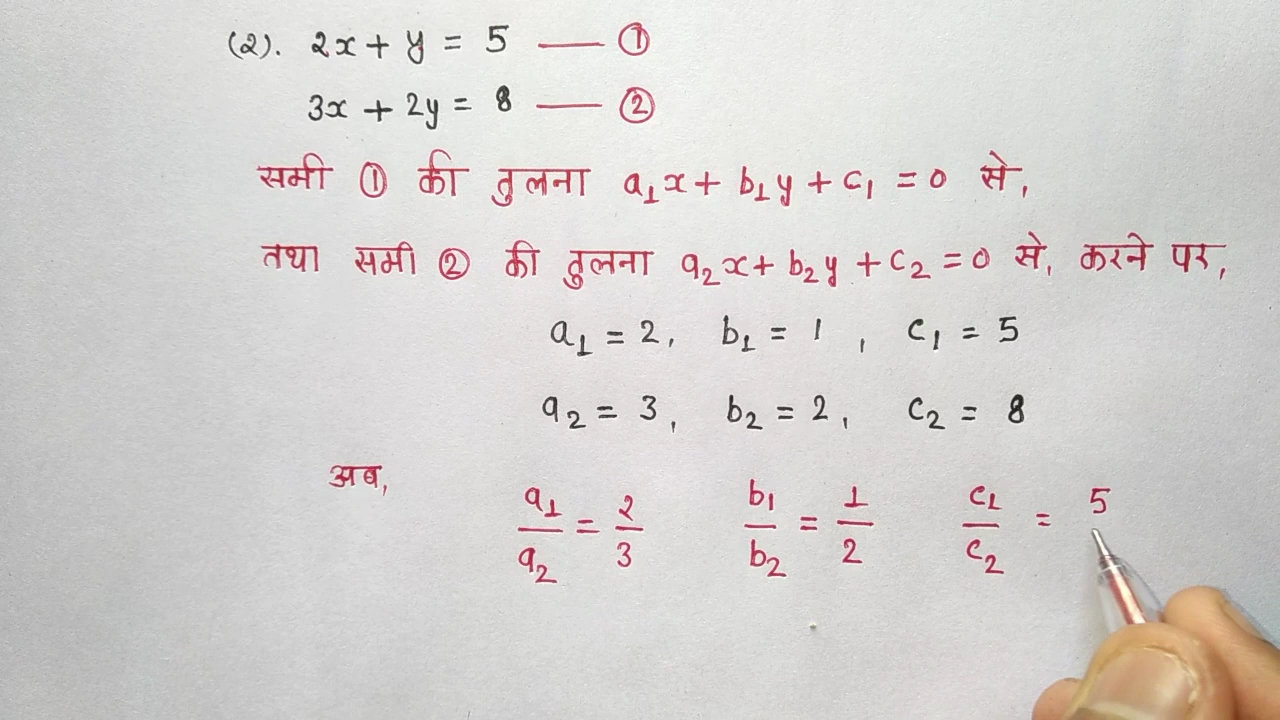 (2). 2x + y = 5 —— ①
3x + 2y = 8 —— ②
समी ① की तुलना a₁x + b₁y + c₁ = 0 से,
तथा समी ② की तुलना a₂x + b₂y + c₂ = 0 से, करने पर,
a₁ = 2, b₁ = 1, c₁ = 5
a₂ = 3, b₂ = 2, c₂ = 8
अब,
a₁/a₂ = 2/3 b₁/b₂ = 1/2 c₁/c₂ = 5